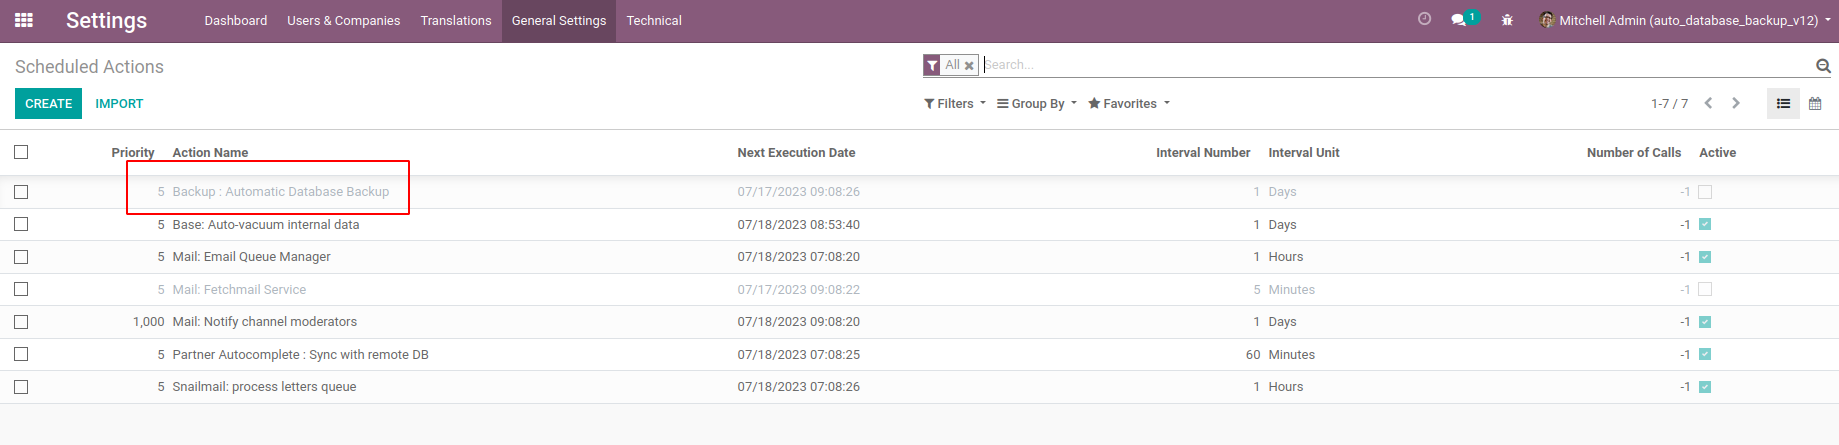 Settings Dashboard Users & Companies Translations General Settings Technical 1 Mitchell Admin (auto_database_backup_v12)
Scheduled Actions All Search...
CREATE IMPORT Filters Group By Favorites 1-7 / 7
Priority Action Name Next Execution Date Interval Number Interval Unit Number of Calls Active
5 Backup : Automatic Database Backup 07/17/2023 09:08:26 1 Days -1
5 Base: Auto-vacuum internal data 07/18/2023 08:53:40 1 Days -1
5 Mail: Email Queue Manager 07/18/2023 07:08:20 1 Hours -1
5 Mail: Fetchmail Service 07/17/2023 09:08:22 5 Minutes -1
1,000 Mail: Notify channel moderators 07/18/2023 09:08:20 1 Days -1
5 Partner Autocomplete : Sync with remote DB 07/18/2023 07:08:25 60 Minutes -1
5 Snailmail: process letters queue 07/18/2023 07:08:26 1 Hours -1